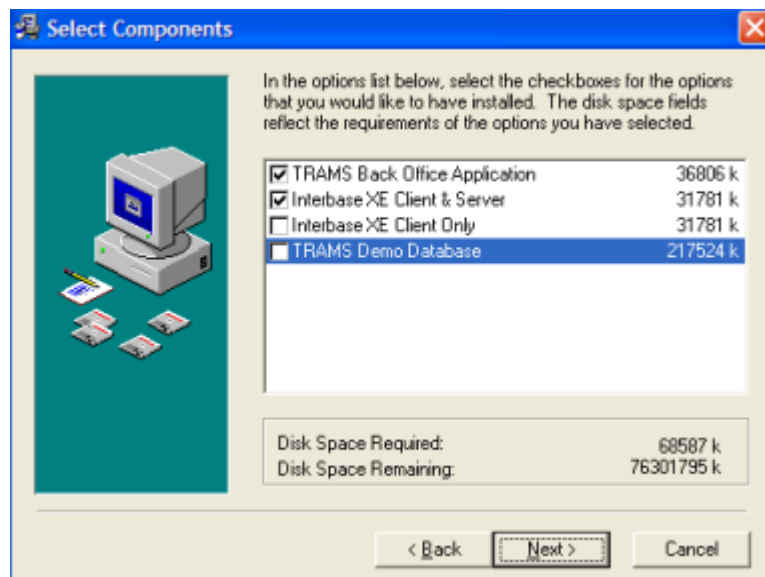 Select Components
In the options list below, select the checkboxes for the options
that you would like to have installed. The disk space fields
reflect the requirements of the options you have selected.
TRAMS Back Office Application 36806 k
Interbase XE Client & Server 31781 k
Interbase XE Client Only 31781 k
TRAMS Demo Database 217524 k
Disk Space Required: 68587 k
Disk Space Remaining: 76301795 k
< Back Next > Cancel